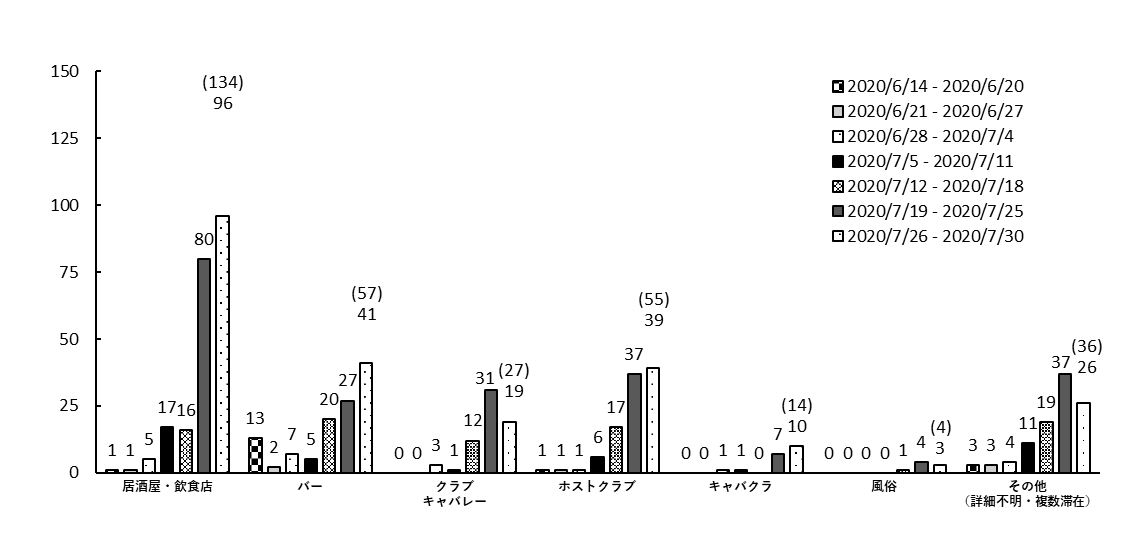 150
125
100
75
50
25
0
2020/6/14 - 2020/6/20
2020/6/21 - 2020/6/27
2020/6/28 - 2020/7/4
2020/7/5 - 2020/7/11
2020/7/12 - 2020/7/18
2020/7/19 - 2020/7/25
2020/7/26 - 2020/7/30
1 1 5 17 16 80 (134) 96
13 2 7 5 20 27 (57) 41
0 0 3 1 12 31 (27) 19
1 1 1 6 17 37 (55) 39
0 0 1 1 0 7 (14) 10
0 0 0 0 1 4 (4) 3
3 3 4 11 19 37 (36) 26
居酒屋・飲食店
バー
クラブ
キャバレー
ホストクラブ
キャバクラ
風俗
その他
（詳細不明・複数滞在）